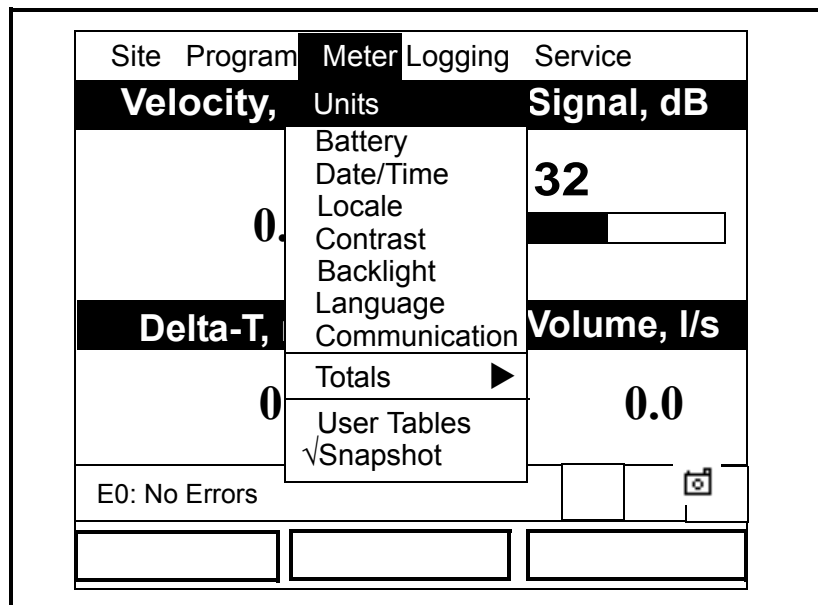 Site Program Meter Logging Service
Velocity, Signal, dB
Units
Battery
Date/Time
32
Locale
0.
Contrast
Backlight
Language
Delta-T, Volume, l/s
Communication
Totals ▶
0 0.0
User Tables
√Snapshot
E0: No Errors